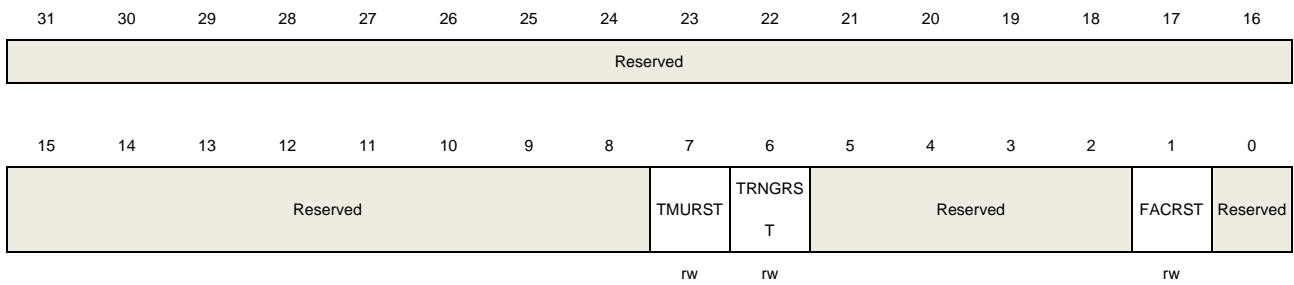 31 30 29 28 27 26 25 24 23 22 21 20 19 18 17 16
Reserved
15 14 13 12 11 10 9 8 7 6 5 4 3 2 1 0
Reserved TMURST TRNGRS
T Reserved FACRST Reserved
rw rw rw